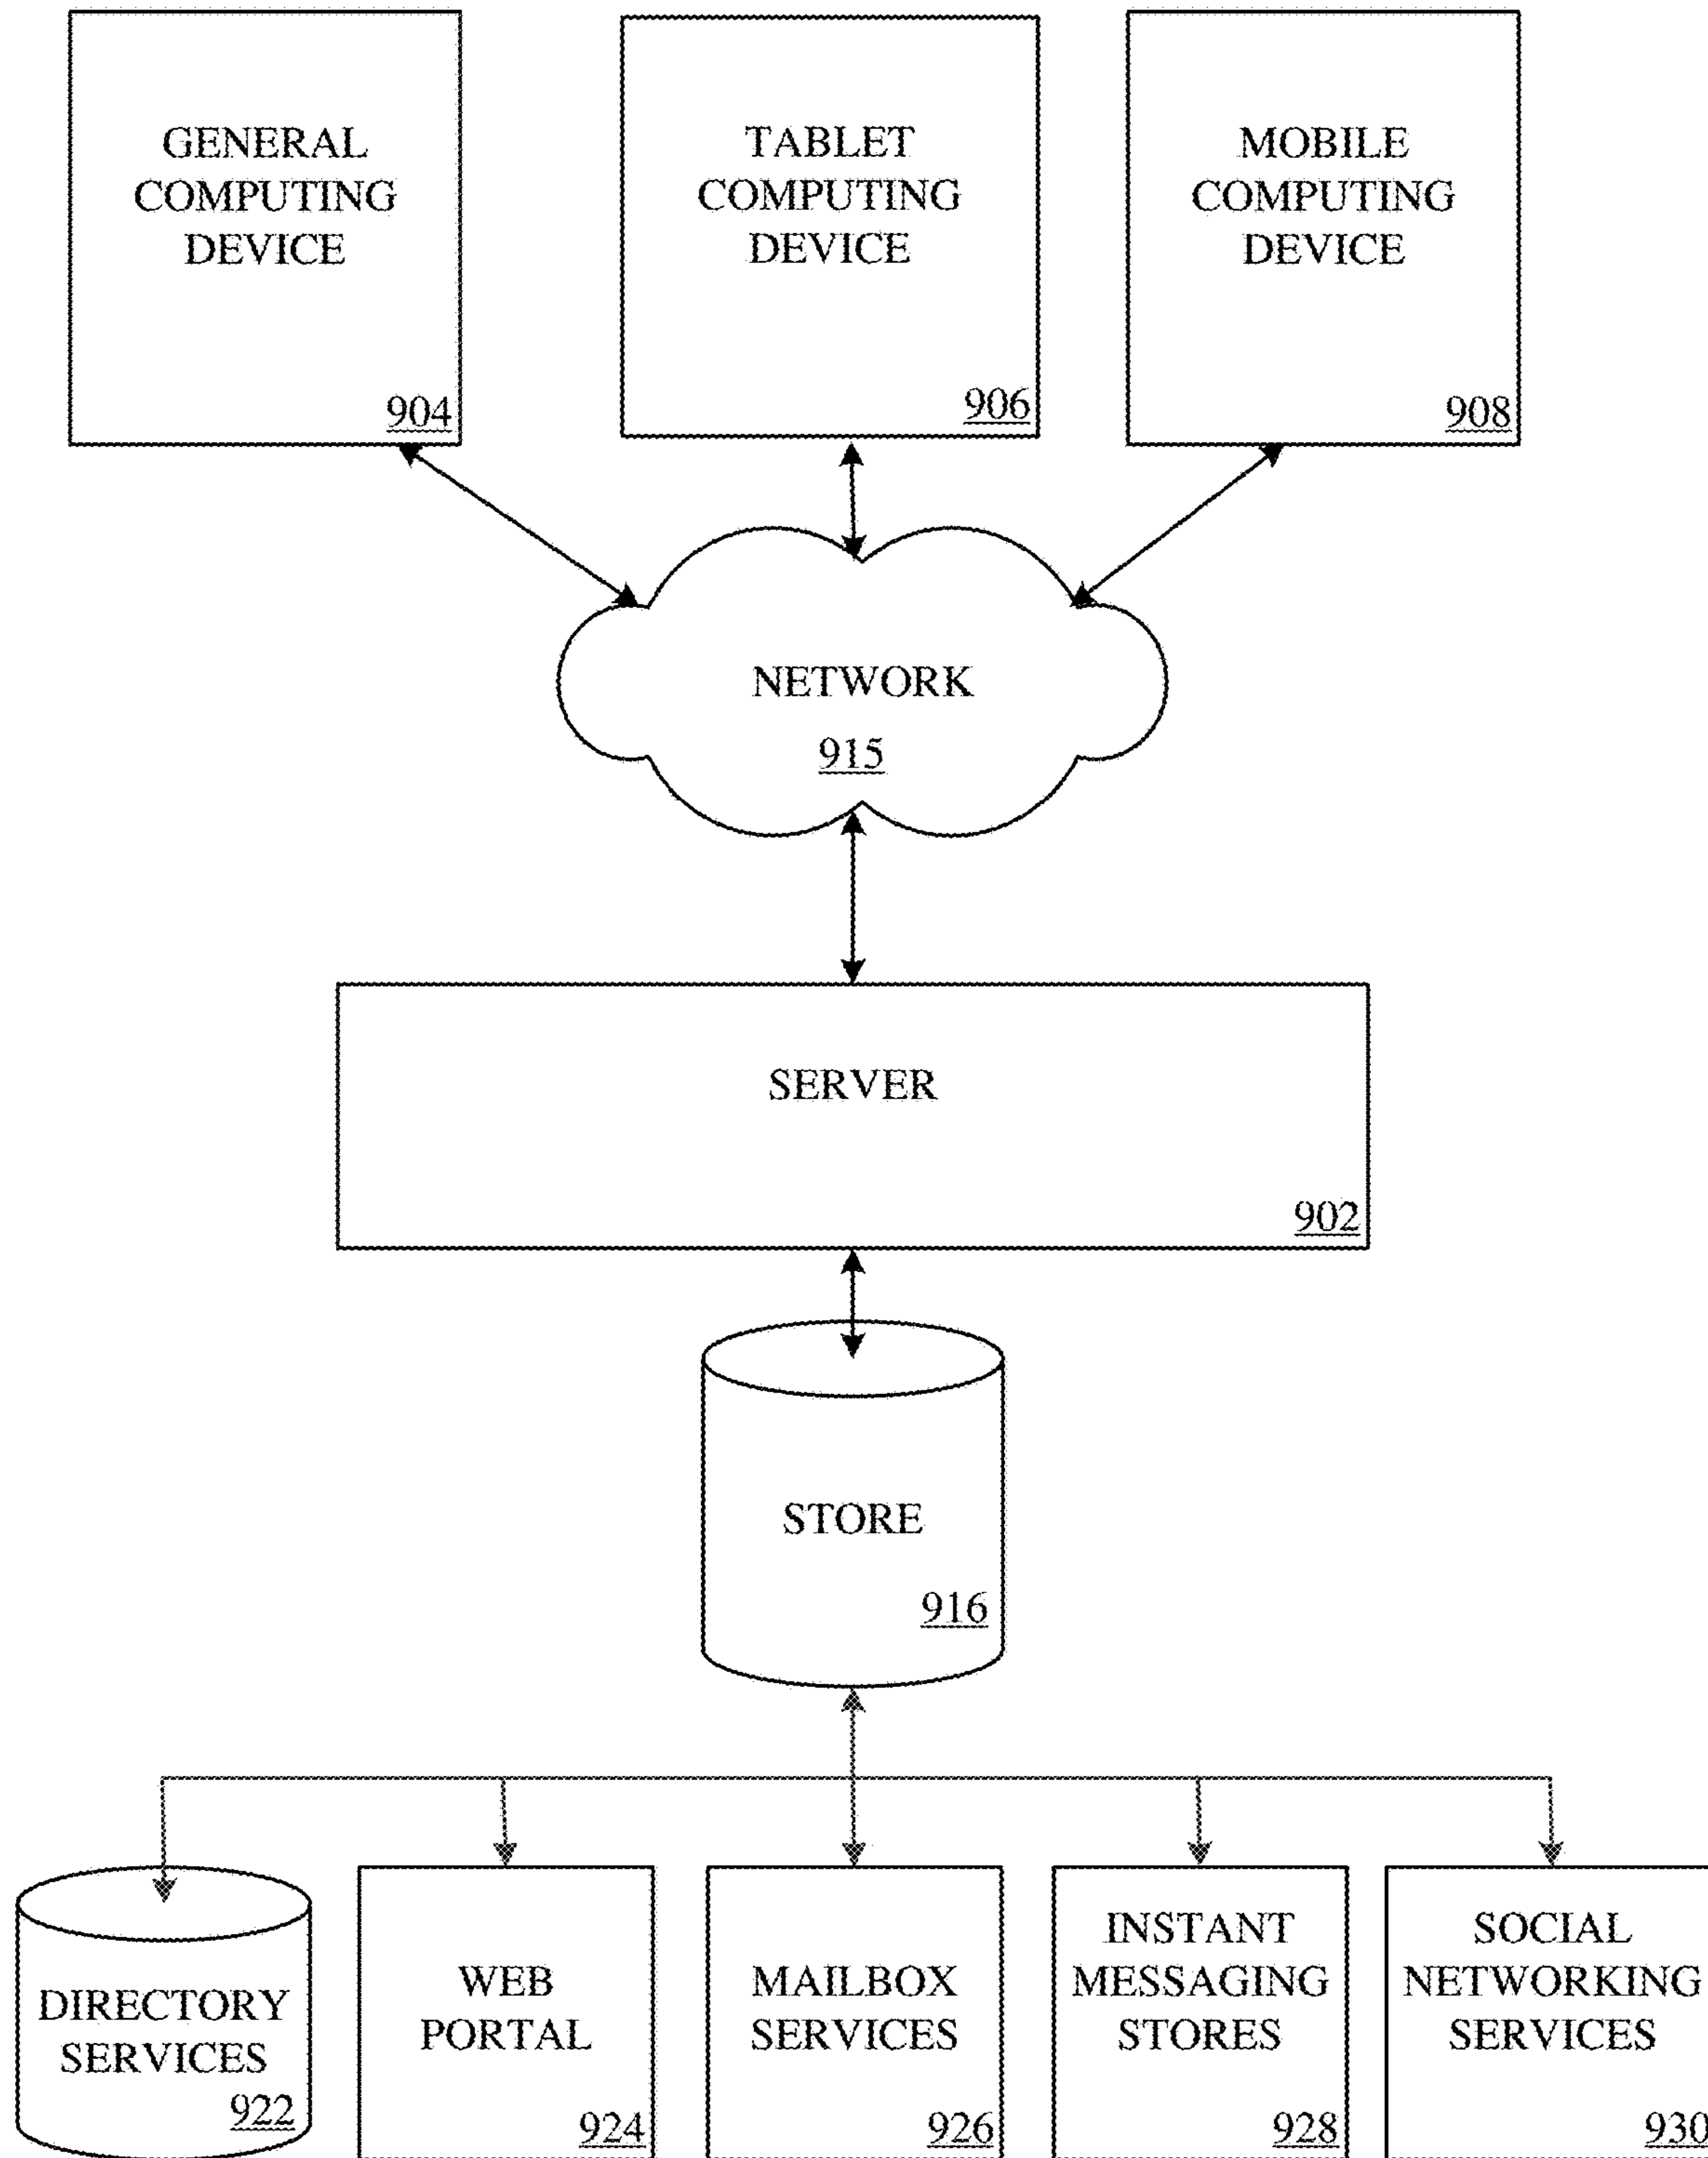 GENERAL
COMPUTING
DEVICE
904
TABLET
COMPUTING
DEVICE
906
MOBILE
COMPUTING
DEVICE
908
NETWORK
915
SERVER
902
STORE
916
DIRECTORY
SERVICES
922
WEB
PORTAL
924
MAILBOX
SERVICES
926
INSTANT
MESSAGING
STORES
928
SOCIAL
NETWORKING
SERVICES
930